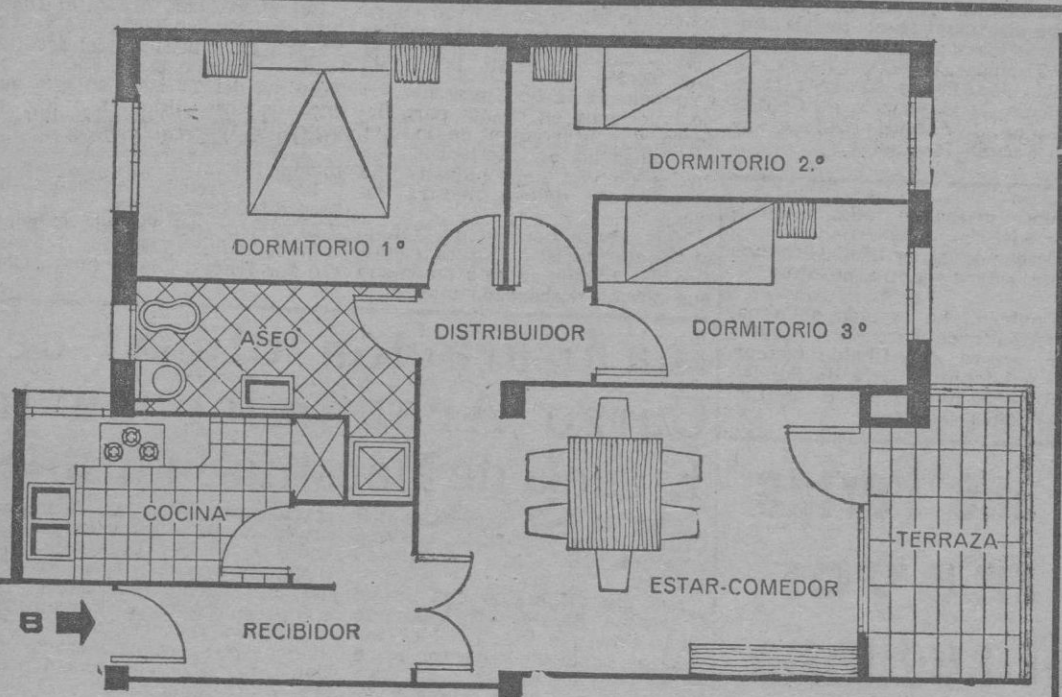 DORMITORIO 2.º
DORMITORIO 1º
DORMITORIO 3º
DISTRIBUIDOR
ASEO
COCINA
TERRAZA
ESTAR-COMEDOR
B
RECIBIDOR